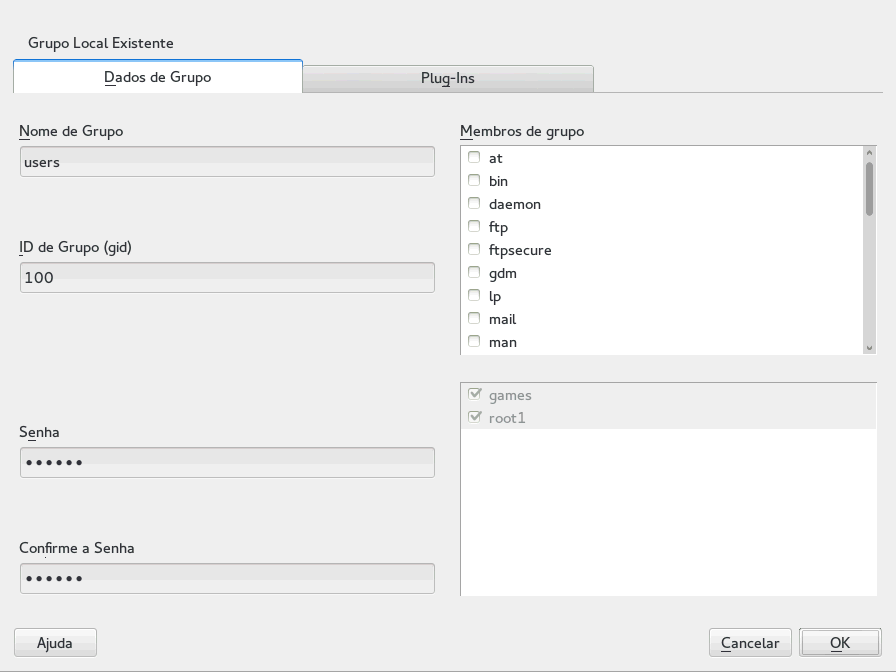 Grupo Local Existente
Dados de Grupo
Plug-Ins
Nome de Grupo
users
ID de Grupo (gid)
100
Senha
••••••
Confirme a Senha
••••••
Membros de grupo
at
bin
daemon
ftp
ftpsecure
gdm
lp
mail
man
games
root1
Ajuda
Cancelar
OK